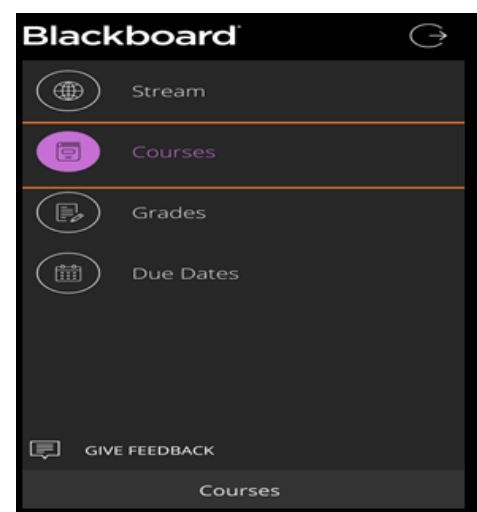 Blackboard
Stream
Courses
Grades
Due Dates
GIVE FEEDBACK
Courses